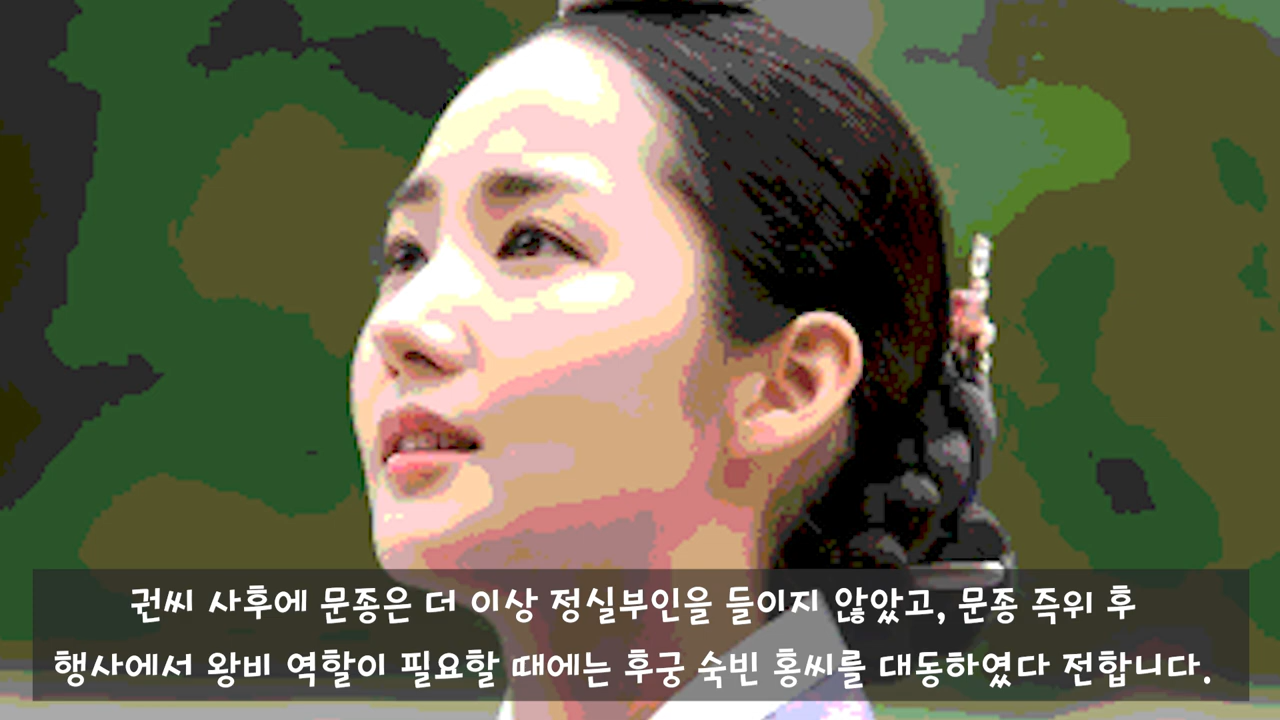 권씨 사후에 문종은 더 이상 정실부인을 들이지 않았고, 문종 즉위 후
행사에서 왕비 역할이 필요할 때에는 후궁 숙빈 홍씨를 대동하였다 전합니다.